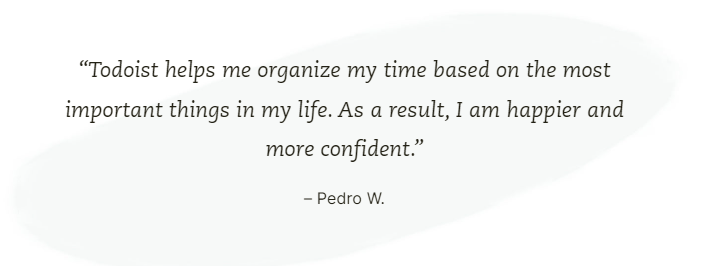 “Todoist helps me organize my time based on the most
important things in my life. As a result, I am happier and
more confident.”
– Pedro W.